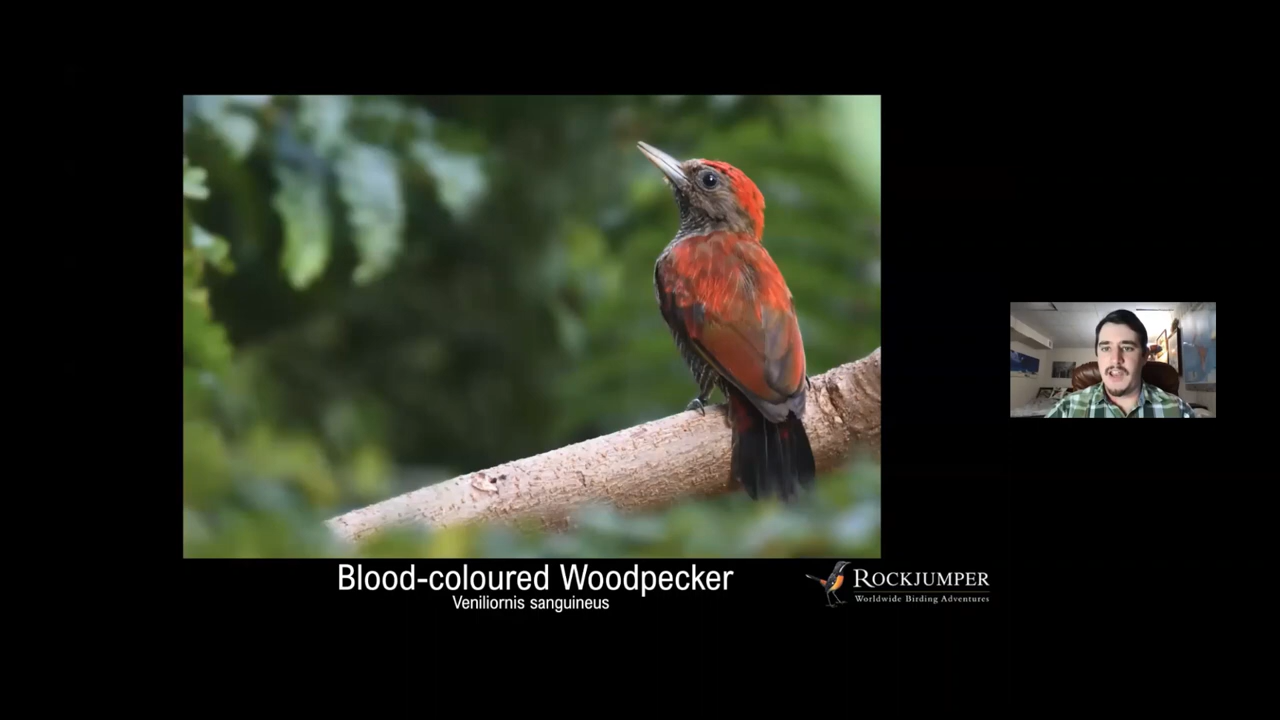 Blood-coloured Woodpecker
Veniliornis sanguineus
ROCKJUMPER
Worldwide Birding Adventures